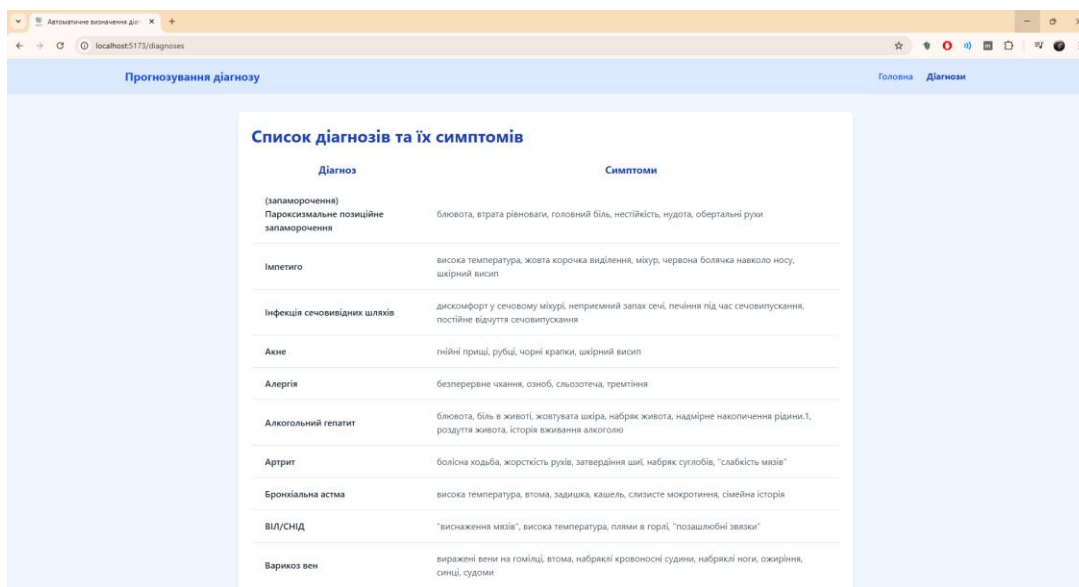 Автоматичне визначення діаг
localhost:5173/diagnoses
Прогнозування діагнозу
Головна Діагнози
Список діагнозів та їх симптомів
Діагноз Симптоми
(запаморочення)
Пароксизмальне позиційне
запаморочення
блювота, втрата рівноваги, головний біль, нестійкість, нудота, обертальні рухи
Імпетиго
висока температура, жовта корочка виділення, міхур, червона болячка навколо носу,
шкірний висип
Інфекція сечовивідних шляхів
дискомфорт у сечовому міхурі, неприємний запах сечі, печіння під час сечовипускання,
постійне відчуття сечовипускання
Акне
гнійні прищі, рубці, чорні крапки, шкірний висип
Алергія
безперервне чхання, озноб, сльозотеча, тремтіння
Алкогольний гепатит
блювота, біль в животі, жовтувата шкіра, набряк живота, надмірне накопичення рідини.1,
роздуття живота, історія вживання алкоголю
Артрит
болісна ходьба, жорсткість рухів, затвердіння шиї, набряк суглобів, "слабкість мязів"
Бронхіальна астма
висока температура, втома, задишка, кашель, слизисте мокротиння, сімейна історія
ВІЛ/СНІД
"виснаження мязів", висока температура, плями в горлі, "позашлюбні звязки"
Варикоз вен
виражені вени на гомілці, втома, набряклі кровоносні судини, набряклі ноги, ожиріння,
синці, судоми